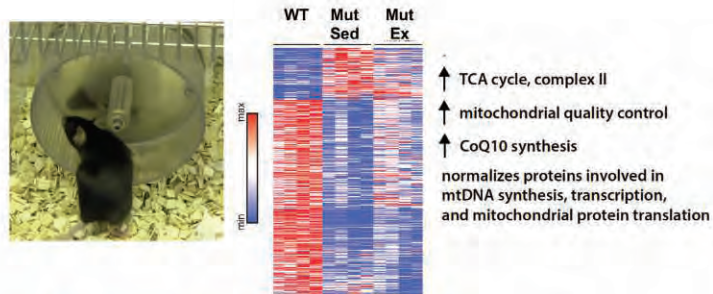 WT Mut Mut
Sed Ex
max
min
TCA cycle, complex II
mitochondrial quality control
CoQ10 synthesis
normalizes proteins involved in
mtDNA synthesis, transcription,
and mitochondrial protein translation